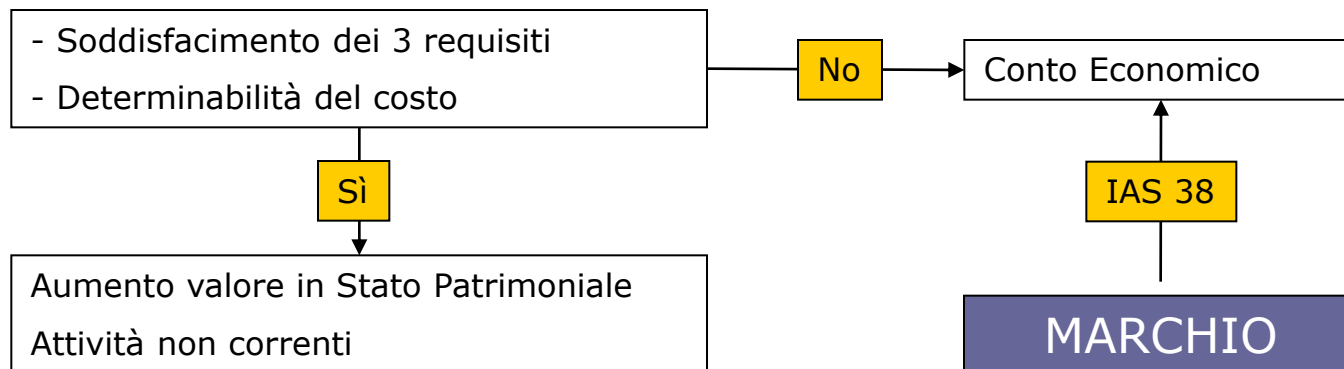 - Soddisfacimento dei 3 requisiti
- Determinabilità del costo
No
Conto Economico
Sì
IAS 38
Aumento valore in Stato Patrimoniale
Attività non correnti
MARCHIO